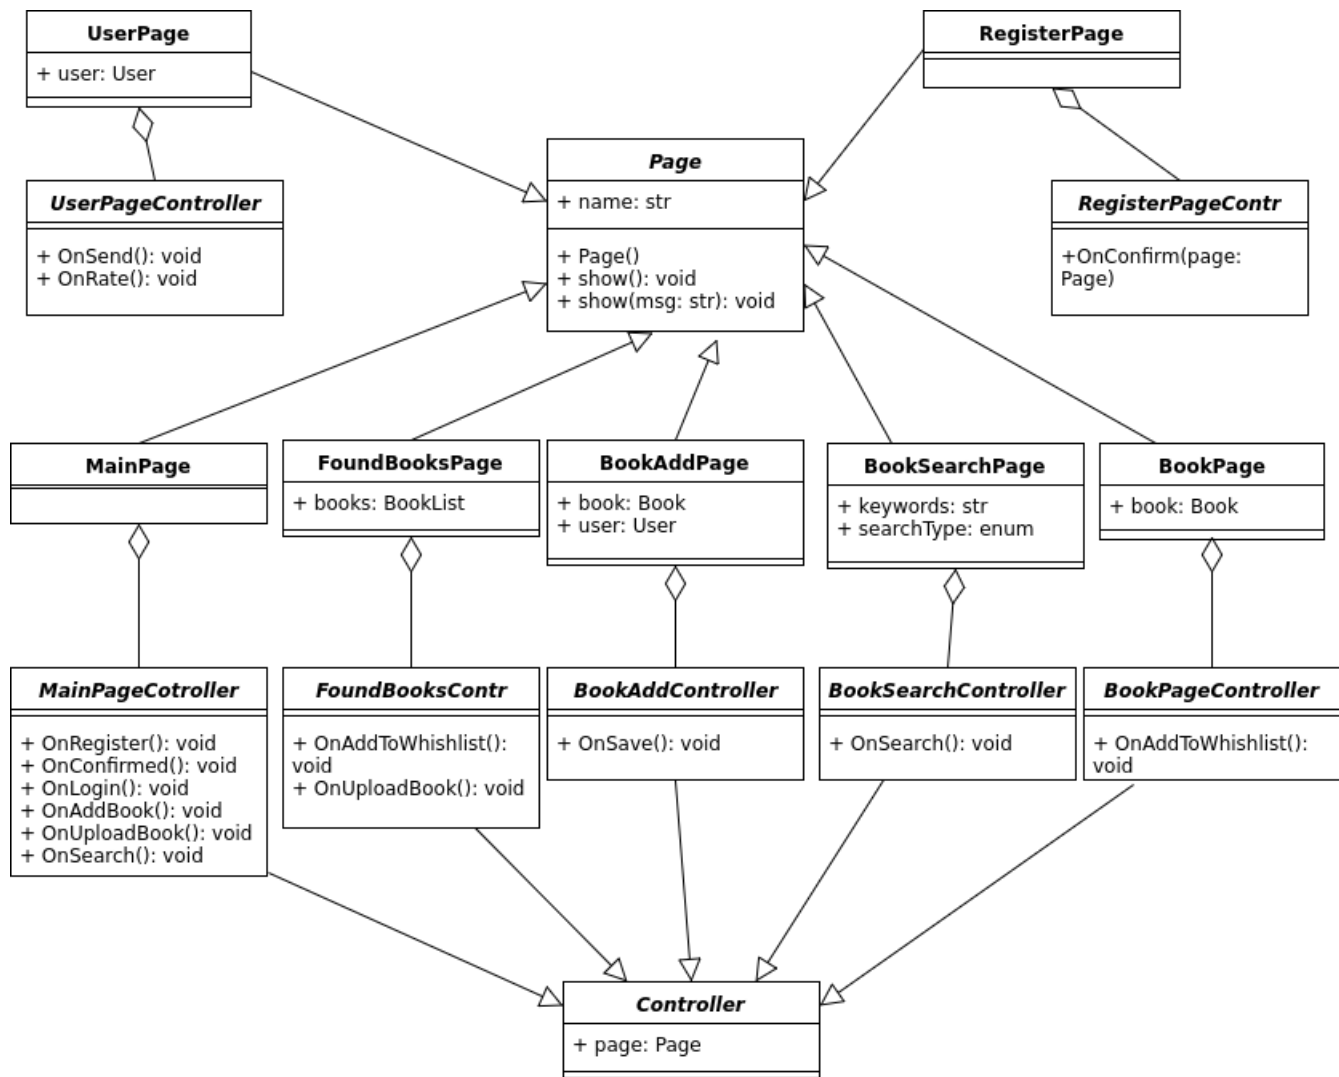 UserPage
+ user: User
RegisterPage
Page
+ name: str
+ Page()
+ show(): void
+ show(msg: str): void
UserPageController
+ OnSend(): void
+ OnRate(): void
RegisterPageContr
+OnConfirm(page:
Page)
MainPage
FoundBooksPage
+ books: BookList
BookAddPage
+ book: Book
+ user: User
BookSearchPage
+ keywords: str
+ searchType: enum
BookPage
+ book: Book
MainPageCotroller
+ OnRegister(): void
+ OnConfirmed(): void
+ OnLogin(): void
+ OnAddBook(): void
+ OnUploadBook(): void
+ OnSearch(): void
FoundBooksContr
+ OnAddToWhishlist():
void
+ OnUploadBook(): void
BookAddController
+ OnSave(): void
BookSearchController
+ OnSearch(): void
BookPageController
+ OnAddToWhishlist():
void
Controller
+ page: Page